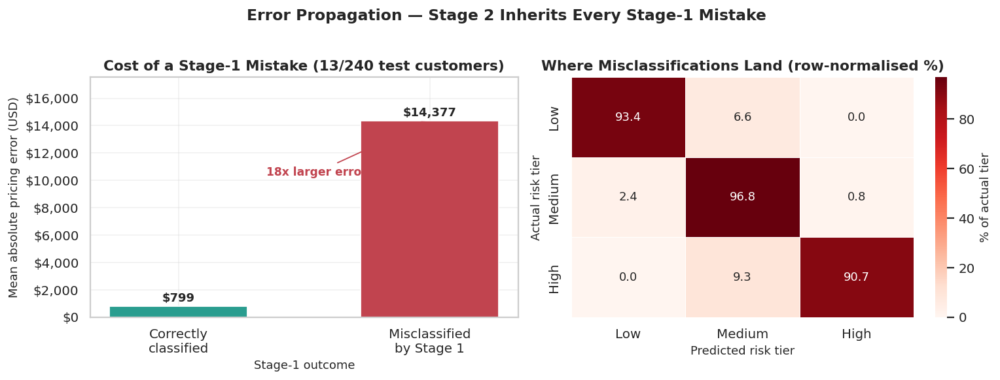 Error Propagation — Stage 2 Inherits Every Stage-1 Mistake
Cost of a Stage-1 Mistake (13/240 test customers)
Mean absolute pricing error (USD)
$16,000
$14,000
$12,000
$10,000
$8,000
$6,000
$4,000
$2,000
$0
$799
$14,377
18x larger erro
Correctly
classified
Misclassified
by Stage 1
Stage-1 outcome
Where Misclassifications Land (row-normalised %)
Actual risk tier
Low
93.4
6.6
0.0
Medium
2.4
96.8
0.8
High
0.0
9.3
90.7
Low
Medium
High
Predicted risk tier
80
60
40
20
0
% of actual tier